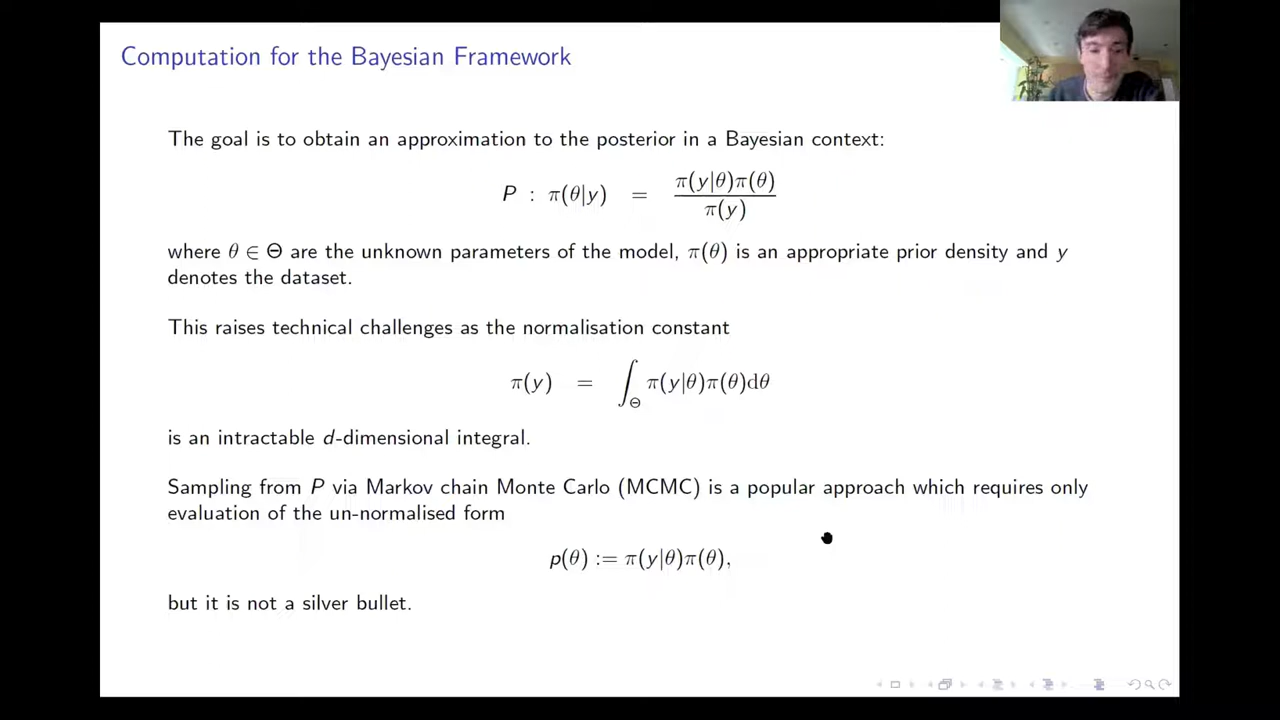 Computation for the Bayesian Framework
The goal is to obtain an approximation to the posterior in a Bayesian context:
P : π(θ|y) = π(y|θ)π(θ) / π(y)
where θ ∈ Θ are the unknown parameters of the model, π(θ) is an appropriate prior density and y
denotes the dataset.
This raises technical challenges as the normalisation constant
π(y) = ∫_Θ π(y|θ)π(θ)dθ
is an intractable d-dimensional integral.
Sampling from P via Markov chain Monte Carlo (MCMC) is a popular approach which requires only
evaluation of the un-normalised form
p(θ) := π(y|θ)π(θ),
but it is not a silver bullet.